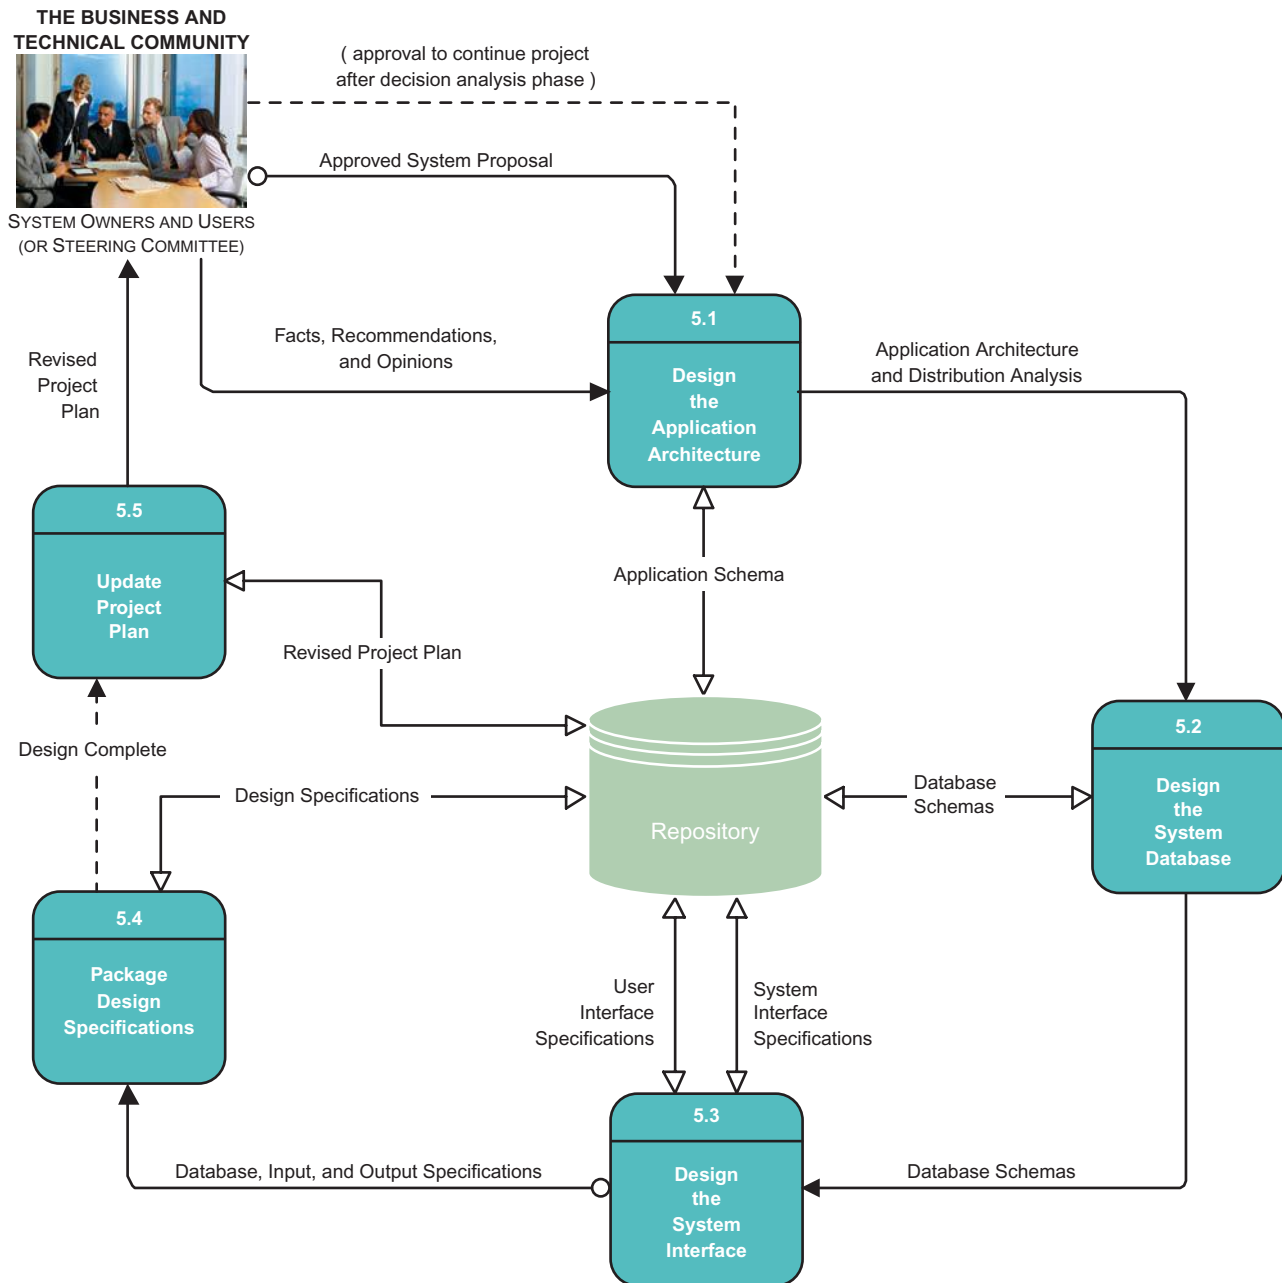 THE BUSINESS AND
TECHNICAL COMMUNITY
( approval to continue project
after decision analysis phase )
Approved System Proposal
SYSTEM OWNERS AND USERS
(OR STEERING COMMITTEE)
Facts, Recommendations,
and Opinions
5.1
Design
the
Application
Architecture
Application Architecture
and Distribution Analysis
Revised
Project
Plan
5.5
Update
Project
Plan
Application Schema
Revised Project Plan
Design Complete
Design Specifications
Repository
Database
Schemas
5.2
Design
the
System
Database
5.4
Package
Design
Specifications
User
Interface
Specifications
System
Interface
Specifications
5.3
Design
the
System
Interface
Database, Input, and Output Specifications
Database Schemas